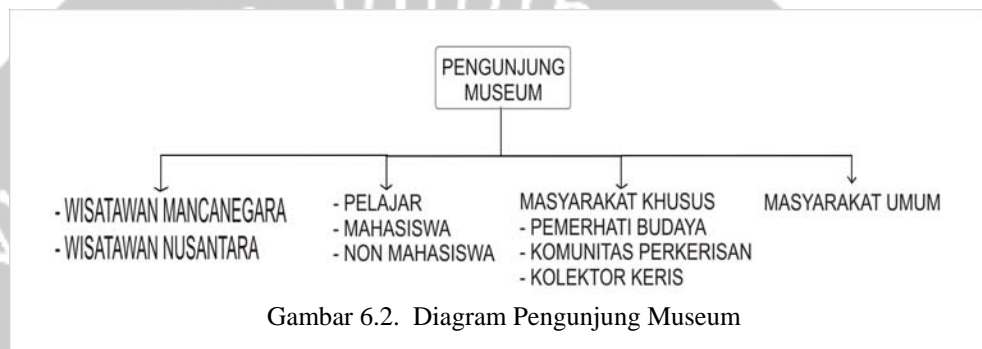 PENGUNJUNG
MUSEUM
- WISATAWAN MANCANEGARA
- WISATAWAN NUSANTARA
- PELAJAR
- MAHASISWA
- NON MAHASISWA
MASYARAKAT KHUSUS
- PEMERHATI BUDAYA
- KOMUNITAS PERKERISAN
- KOLEKTOR KERIS
MASYARAKAT UMUM
Gambar 6.2. Diagram Pengunjung Museum